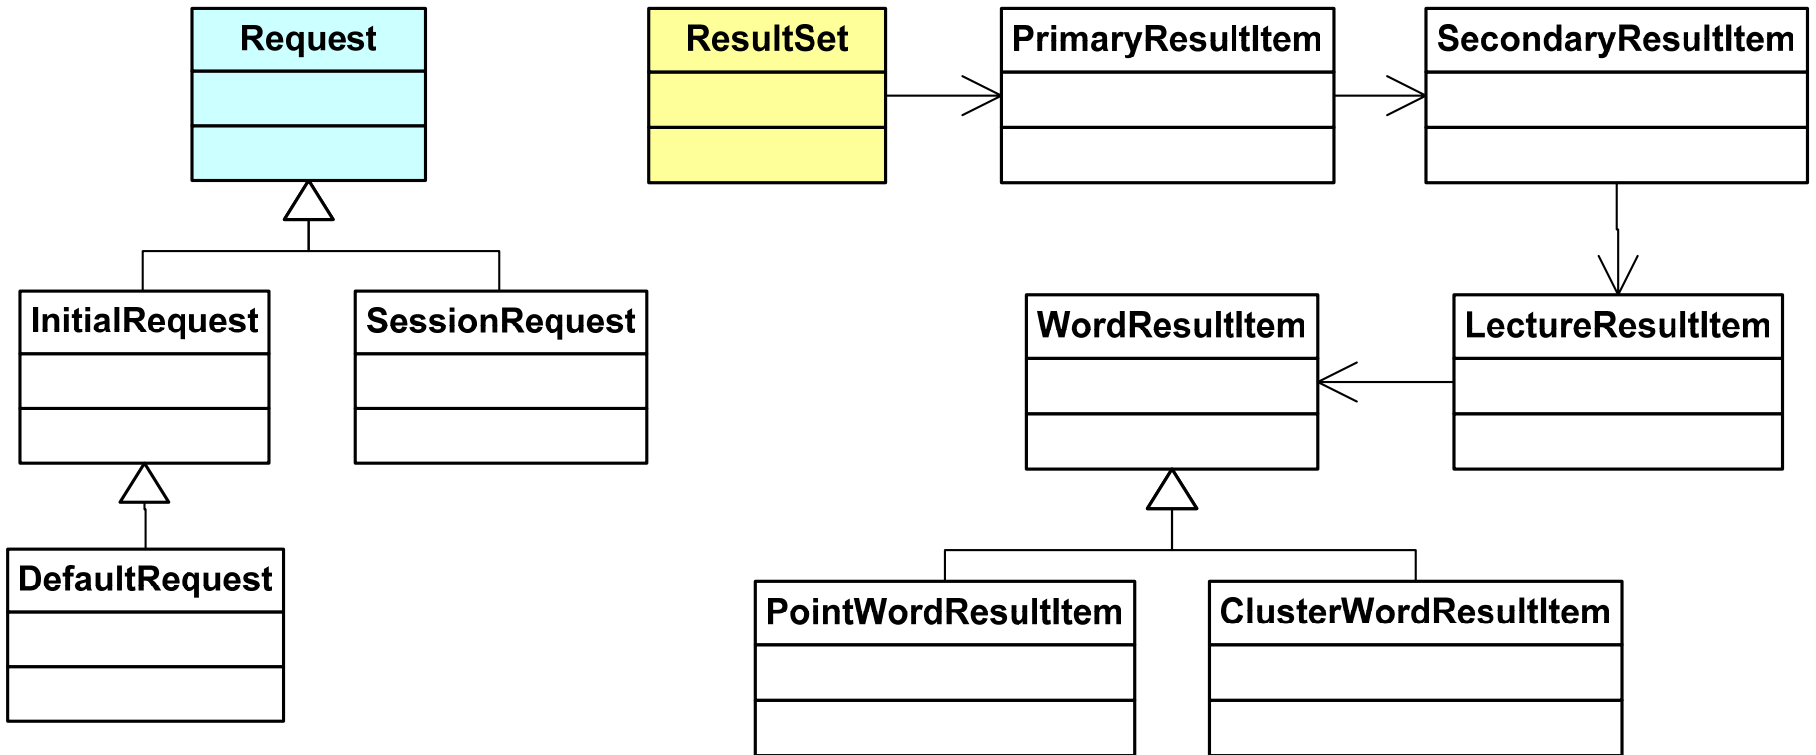 Request
ResultSet
PrimaryResultItem
SecondaryResultItem
InitialRequest
SessionRequest
WordResultItem
LectureResultItem
DefaultRequest
PointWordResultItem
ClusterWordResultItem